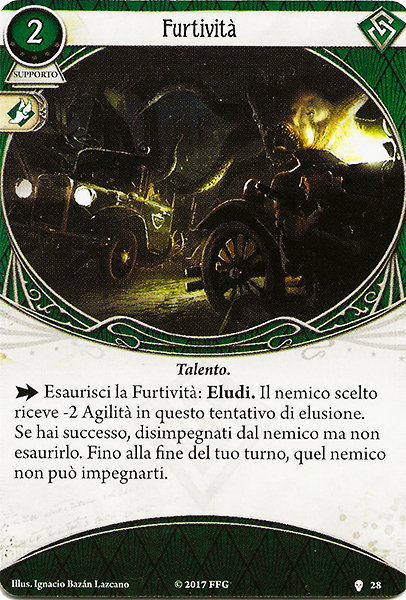 Furtività
2
SUPPORTO
Talento.
Esaurisci la Furtività: Eludi. Il nemico scelto
riceve -2 Agilità in questo tentativo di elusione.
Se hai successo, disimpegnati dal nemico ma non
esaurirlo. Fino alla fine del tuo turno, quel nemico
non può impegnarti.
Illus. Ignacio Bazán Lazcano © 2017 FFG 28